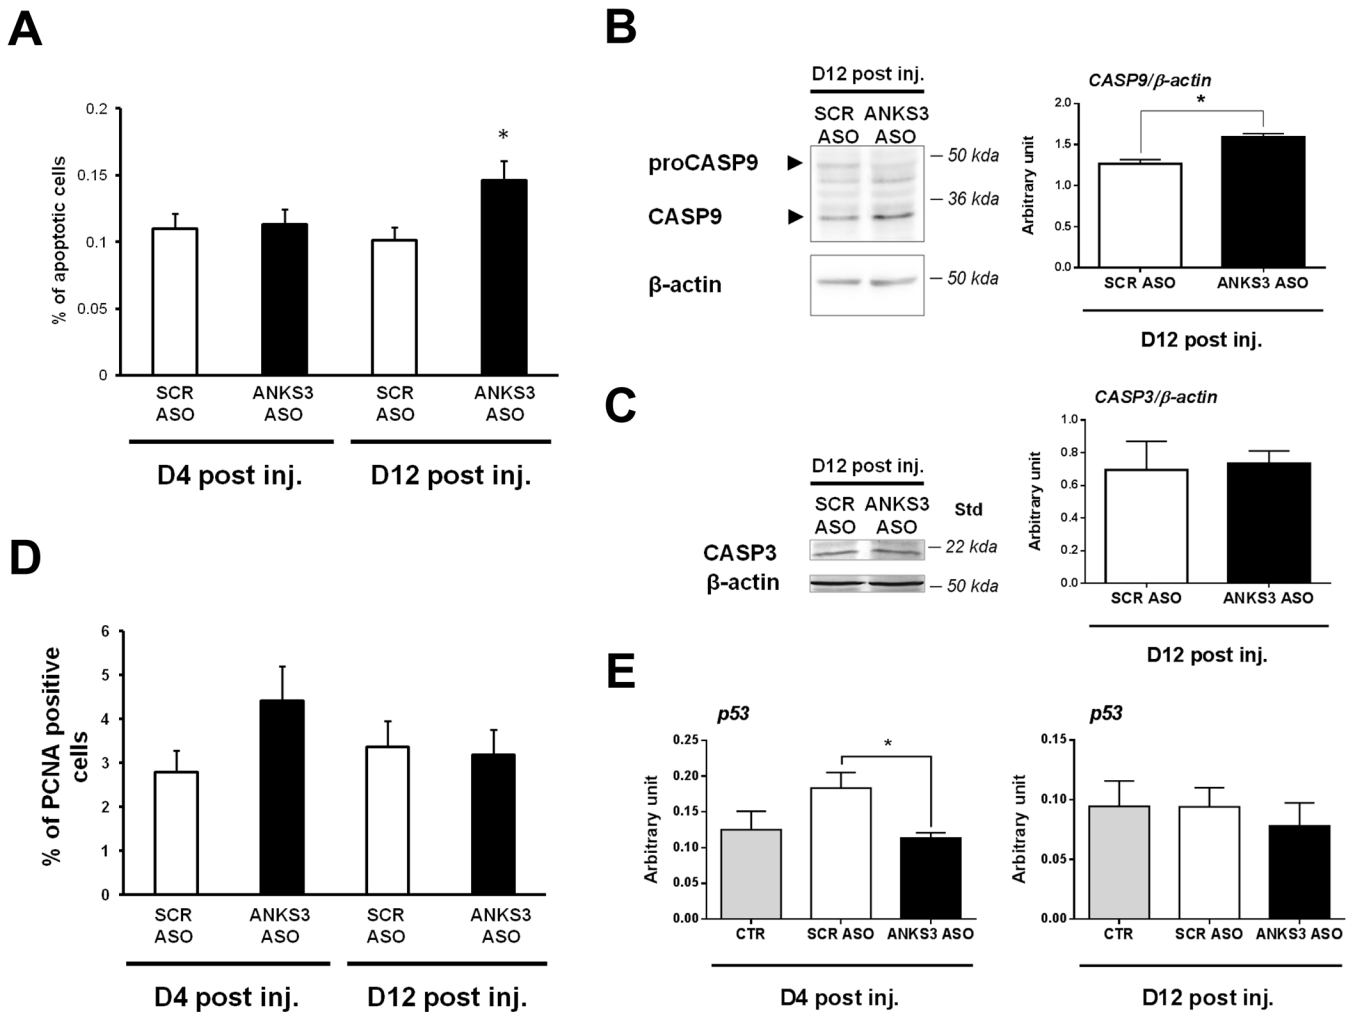 A
0.2
0.15
0.1
0.05
0
% of apoptotic cells
*
SCR ASO
ANKS3 ASO
SCR ASO
ANKS3 ASO
D4 post inj.
D12 post inj.
B
D12 post inj.
SCR ANKS3
ASO ASO
proCASP9
50 kda
36 kda
CASP9
β-actin
50 kda
CASP9/β-actin
2.0
1.5
1.0
0.5
0.0
Arbitrary unit
*
SCR ASO
ANKS3 ASO
D12 post inj.
C
D12 post inj.
SCR ANKS3
ASO ASO
Std
CASP3
22 kda
β-actin
50 kda
CASP3/β-actin
1.0
0.8
0.6
0.4
0.2
0.0
Arbitrary unit
SCR ASO
ANKS3 ASO
D12 post inj.
D
6
5
4
3
2
1
0
% of PCNA positive
cells
SCR ASO
ANKS3 ASO
SCR ASO
ANKS3 ASO
D4 post inj.
D12 post inj.
E
p53
0.25
0.20
0.15
0.10
0.05
0.00
Arbitrary unit
*
CTR
SCR ASO
ANKS3 ASO
D4 post inj.
p53
0.15
0.10
0.05
0.00
Arbitrary unit
CTR
SCR ASO
ANKS3 ASO
D12 post inj.